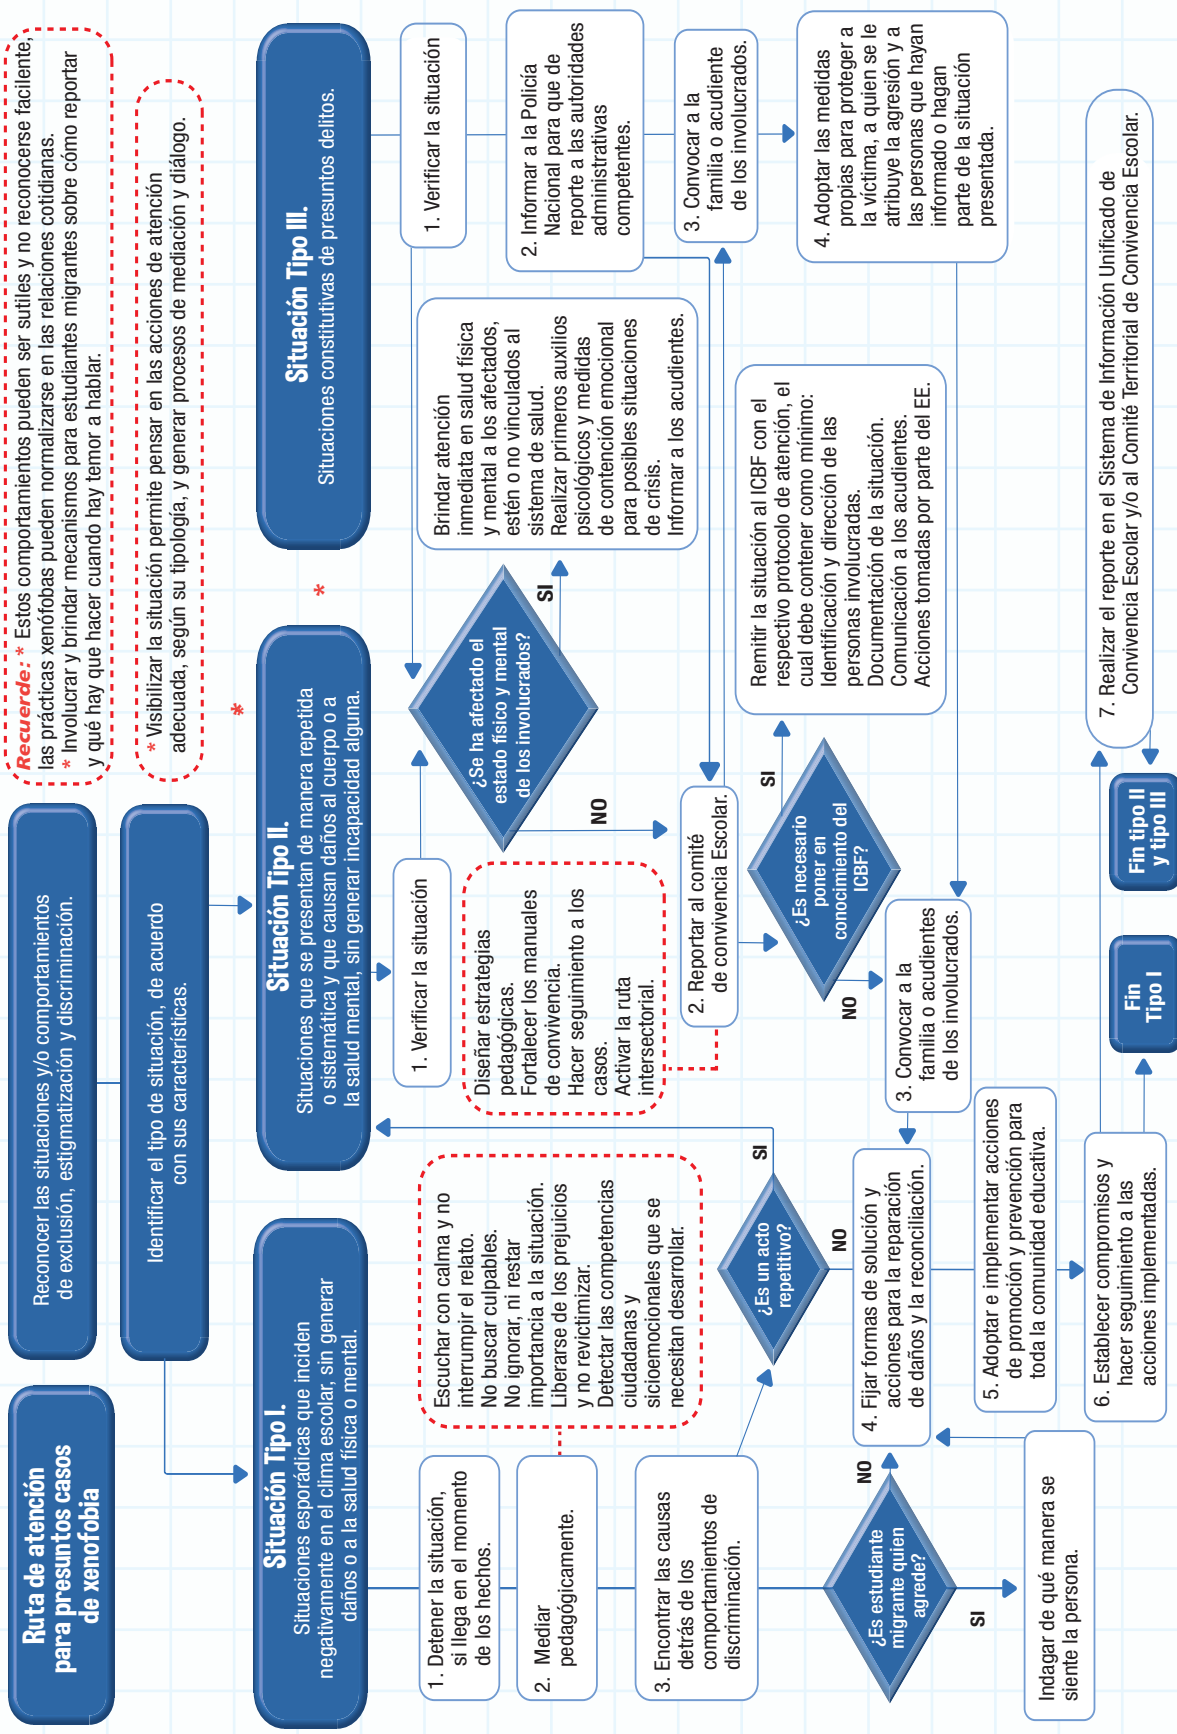 Ruta de atención
para presuntos casos
de xenofobia
Reconocer las situaciones y/o comportamientos
de exclusión, estigmatización y discriminación.
Identificar el tipo de situación, de acuerdo
con sus características.
Recuerde: * Estos comportamientos pueden ser sutiles y no reconocerse facilente,
las prácticas xenófobas pueden normalizarse en las relaciones cotidianas.
* Involucrar y brindar mecanismos para estudiantes migrantes sobre cómo reportar
y qué hay que hacer cuando hay temor a hablar.
* Visibilizar la situación permite pensar en las acciones de atención
adecuada, según su tipología, y generar procesos de mediación y diálogo.
Situación Tipo I.
Situaciones esporádicas que inciden
negativamente en el clima escolar, sin generar
daños o a la salud física o mental.
1. Detener la situación,
si llega en el momento
de los hechos.
2. Mediar
pedagógicamente.
3. Encontrar las causas
detrás de los
comportamientos de
discriminación.
Escuchar con calma y no
interrumpir el relato.
No buscar culpables.
No ignorar, ni restar
importancia a la situación.
Liberarse de los prejuicios
y no revictimizar.
Detectar las competencias
ciudadanas y
sicioemocionales que se
necesitan desarrollar.
¿Es un acto
repetitivo?
SI
NO
¿Es estudiante
migrante quien
agrede?
NO
SI
Indagar de qué manera se
siente la persona.
4. Fijar formas de solución y
acciones para la reparación
de daños y la reconciliación.
5. Adoptar e implementar acciones
de promoción y prevención para
toda la comunidad educativa.
6. Establecer compromisos y
hacer seguimiento a las
acciones implementadas.
Fin
Tipo I
Situación Tipo II.
Situaciones que se presentan de manera repetida
o sistemática y que causan daños al cuerpo o a
la salud mental, sin generar incapacidad alguna.
*
*
1. Verificar la situación
Diseñar estrategias
pedagógicas.
Fortalecer los manuales
de convivencia.
Hacer seguimiento a los
casos.
Activar la ruta
intersectorial.
¿Se ha afectado el
estado físico y mental
de los involucrados?
SI
NO
Brindar atención
inmediata en salud física
y mental a los afectados,
estén o no vinculados al
sistema de salud.
Realizar primeros auxilios
psicológicos y medidas
de contención emocional
para posibles situaciones
de crisis.
Informar a los acudientes.
2. Reportar al comité
de convivencia Escolar.
¿Es necesario
poner en
conocimiento del
ICBF?
SI
NO
Remitir la situación al ICBF con el
respectivo protocolo de atención, el
cual debe contener como mínimo:
Identificación y dirección de las
personas involucradas.
Documentación de la situación.
Comunicación a los acudientes.
Acciones tomadas por parte del EE.
3. Convocar a la
familia o acudientes
de los involucrados.
Situación Tipo III.
Situaciones constitutivas de presuntos delitos.
1. Verificar la situación
2. Informar a la Policía
Nacional para que de
reporte a las autoridades
administrativas
competentes.
3. Convocar a la
familia o acudiente
de los involucrados.
4. Adoptar las medidas
propias para proteger a
la víctima, a quien se le
atribuye la agresión y a
las personas que hayan
informado o hagan
parte de la situación
presentada.
7. Realizar el reporte en el Sistema de Información Unificado de
Convivencia Escolar y/o al Comité Territorial de Convivencia Escolar.
Fin tipo II
y tipo III